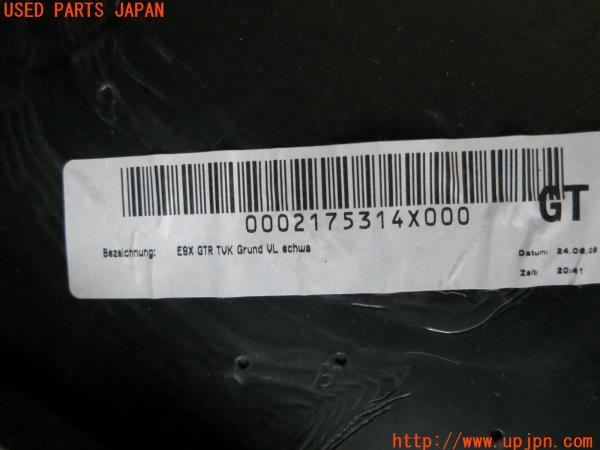 USED PARTS JAPAN
0002175314X000
GT
Bezeichnung: E9X GTR TVK Grund VL schwa
Datum: 24.06.08
Zeit: 20:41
http://www.upjpn.com/